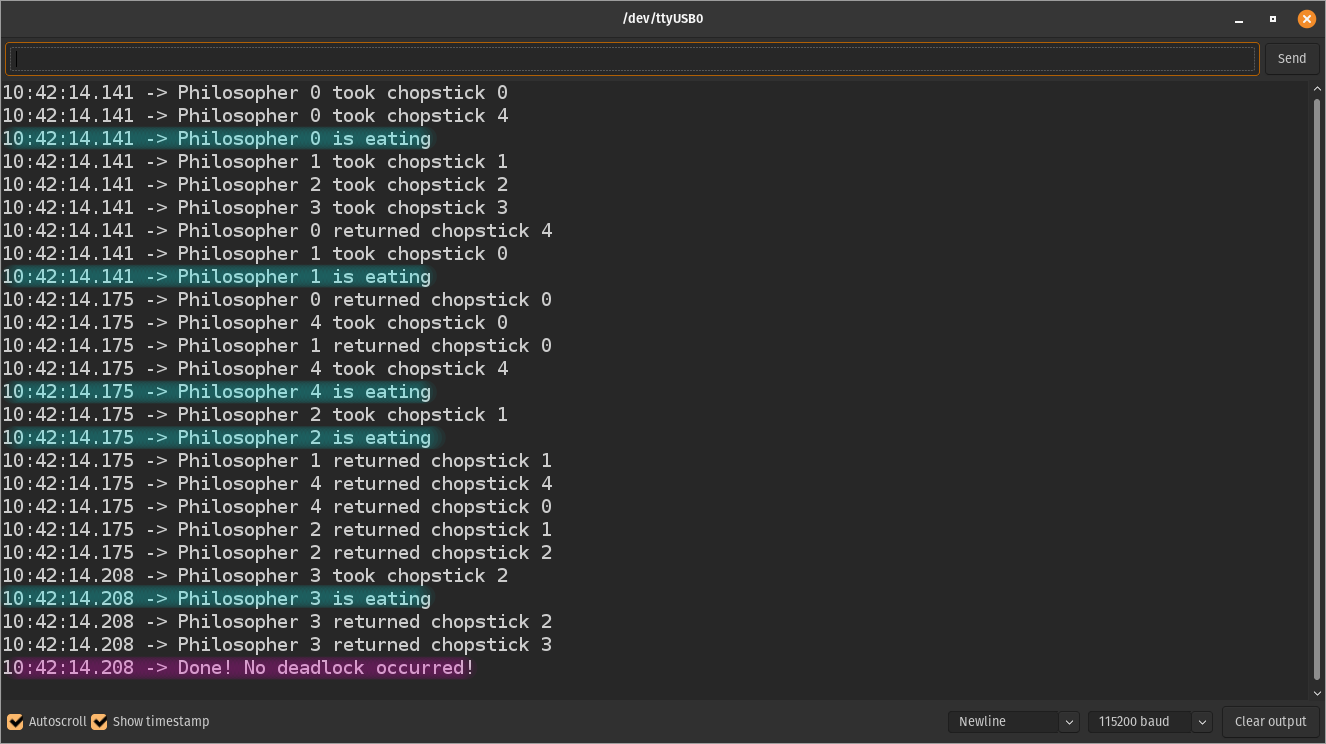 /dev/ttyUSB0
Send
10:42:14.141 -> Philosopher 0 took chopstick 0
10:42:14.141 -> Philosopher 0 took chopstick 4
10:42:14.141 -> Philosopher 0 is eating
10:42:14.141 -> Philosopher 1 took chopstick 1
10:42:14.141 -> Philosopher 2 took chopstick 2
10:42:14.141 -> Philosopher 3 took chopstick 3
10:42:14.141 -> Philosopher 0 returned chopstick 4
10:42:14.141 -> Philosopher 1 took chopstick 0
10:42:14.141 -> Philosopher 1 is eating
10:42:14.175 -> Philosopher 0 returned chopstick 0
10:42:14.175 -> Philosopher 4 took chopstick 0
10:42:14.175 -> Philosopher 1 returned chopstick 0
10:42:14.175 -> Philosopher 4 took chopstick 4
10:42:14.175 -> Philosopher 4 is eating
10:42:14.175 -> Philosopher 2 took chopstick 1
10:42:14.175 -> Philosopher 2 is eating
10:42:14.175 -> Philosopher 1 returned chopstick 1
10:42:14.175 -> Philosopher 4 returned chopstick 4
10:42:14.175 -> Philosopher 4 returned chopstick 0
10:42:14.175 -> Philosopher 2 returned chopstick 1
10:42:14.175 -> Philosopher 2 returned chopstick 2
10:42:14.208 -> Philosopher 3 took chopstick 2
10:42:14.208 -> Philosopher 3 is eating
10:42:14.208 -> Philosopher 3 returned chopstick 2
10:42:14.208 -> Philosopher 3 returned chopstick 3
10:42:14.208 -> Done! No deadlock occurred!
Autoscroll Show timestamp Newline 115200 baud Clear output